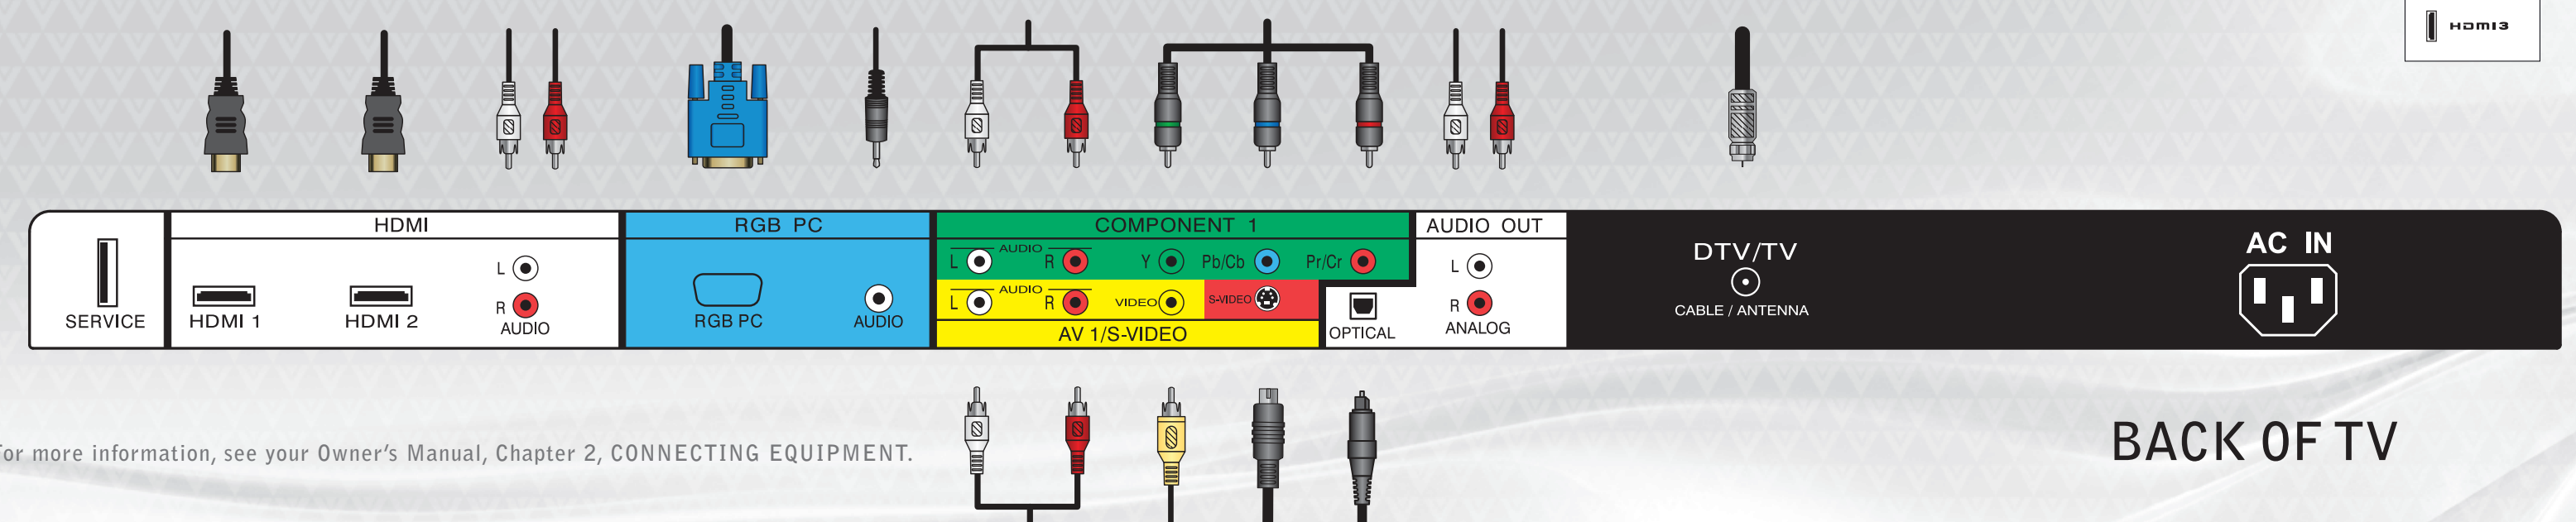 HDMI3
HDMI
RGB PC
COMPONENT 1
AUDIO OUT
SERVICE
HDMI 1
HDMI 2
L
R
AUDIO
RGB PC
AUDIO
L AUDIO R Y Pb/Cb Pr/Cr
L AUDIO R VIDEO S-VIDEO
AV 1/S-VIDEO
OPTICAL
L
R
ANALOG
DTV/TV
CABLE / ANTENNA
AC IN
For more information, see your Owner's Manual, Chapter 2, CONNECTING EQUIPMENT.
BACK OF TV